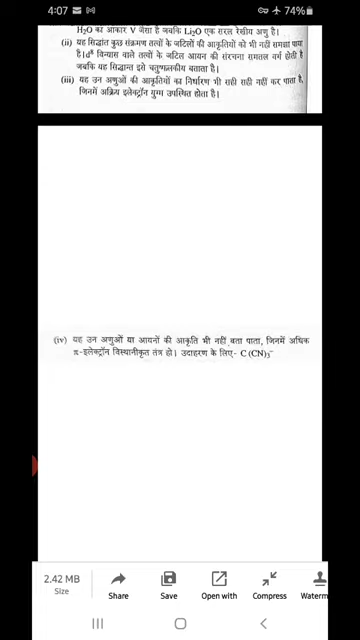 4:07
74%
H₂O का आकार V जैसा है जबकि Li₂O एक सरल रेखीय अणु है।
(ii) यह सिद्धांत कुछ संक्रमण तत्वों के जटिलों की आकृतियों को भी नहीं समझा पाया
है।d⁸ विन्यास वाले तत्वों के जटिल आयन की संरचना समतल वर्ग होती है
जबकि यह सिद्धान्त इसे चतुष्फलकीय बताता है।
(iii) यह उन अणुओं की आकृतियों का निर्धारण भी सही सही नहीं कर पाता है,
जिनमें अक्रिय इलेक्ट्रॉन युग्म उपस्थित होता है।
(iv) यह उन अणुओं या आयनों की आकृति भी नहीं बता पाता, जिनमें अधिक
π-इलेक्ट्रॉन विस्थानीकृत तंत्र हो। उदाहरण के लिए- C (CN)₃⁻
2.42 MB
Size
Share
Save
Open with
Compress
Waterm